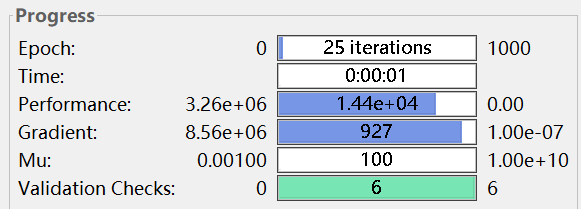 Progress
Epoch: 0 25 iterations 1000
Time: 0:00:01
Performance: 3.26e+06 1.44e+04 0.00
Gradient: 8.56e+06 927 1.00e-07
Mu: 0.00100 100 1.00e+10
Validation Checks: 0 6 6